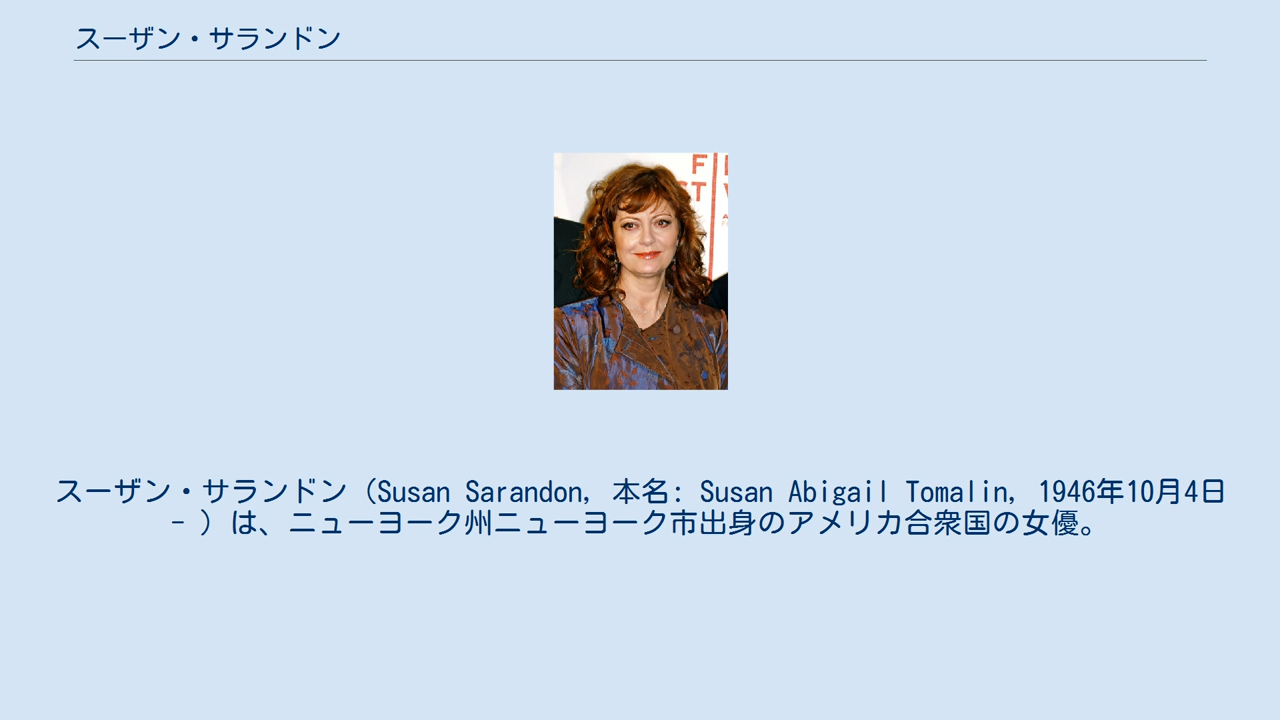 スーザン・サランドン
F
ST
スーザン・サランドン（Susan Sarandon, 本名: Susan Abigail Tomalin, 1946年10月4日
- ）は、ニューヨーク州ニューヨーク市出身のアメリカ合衆国の女優。